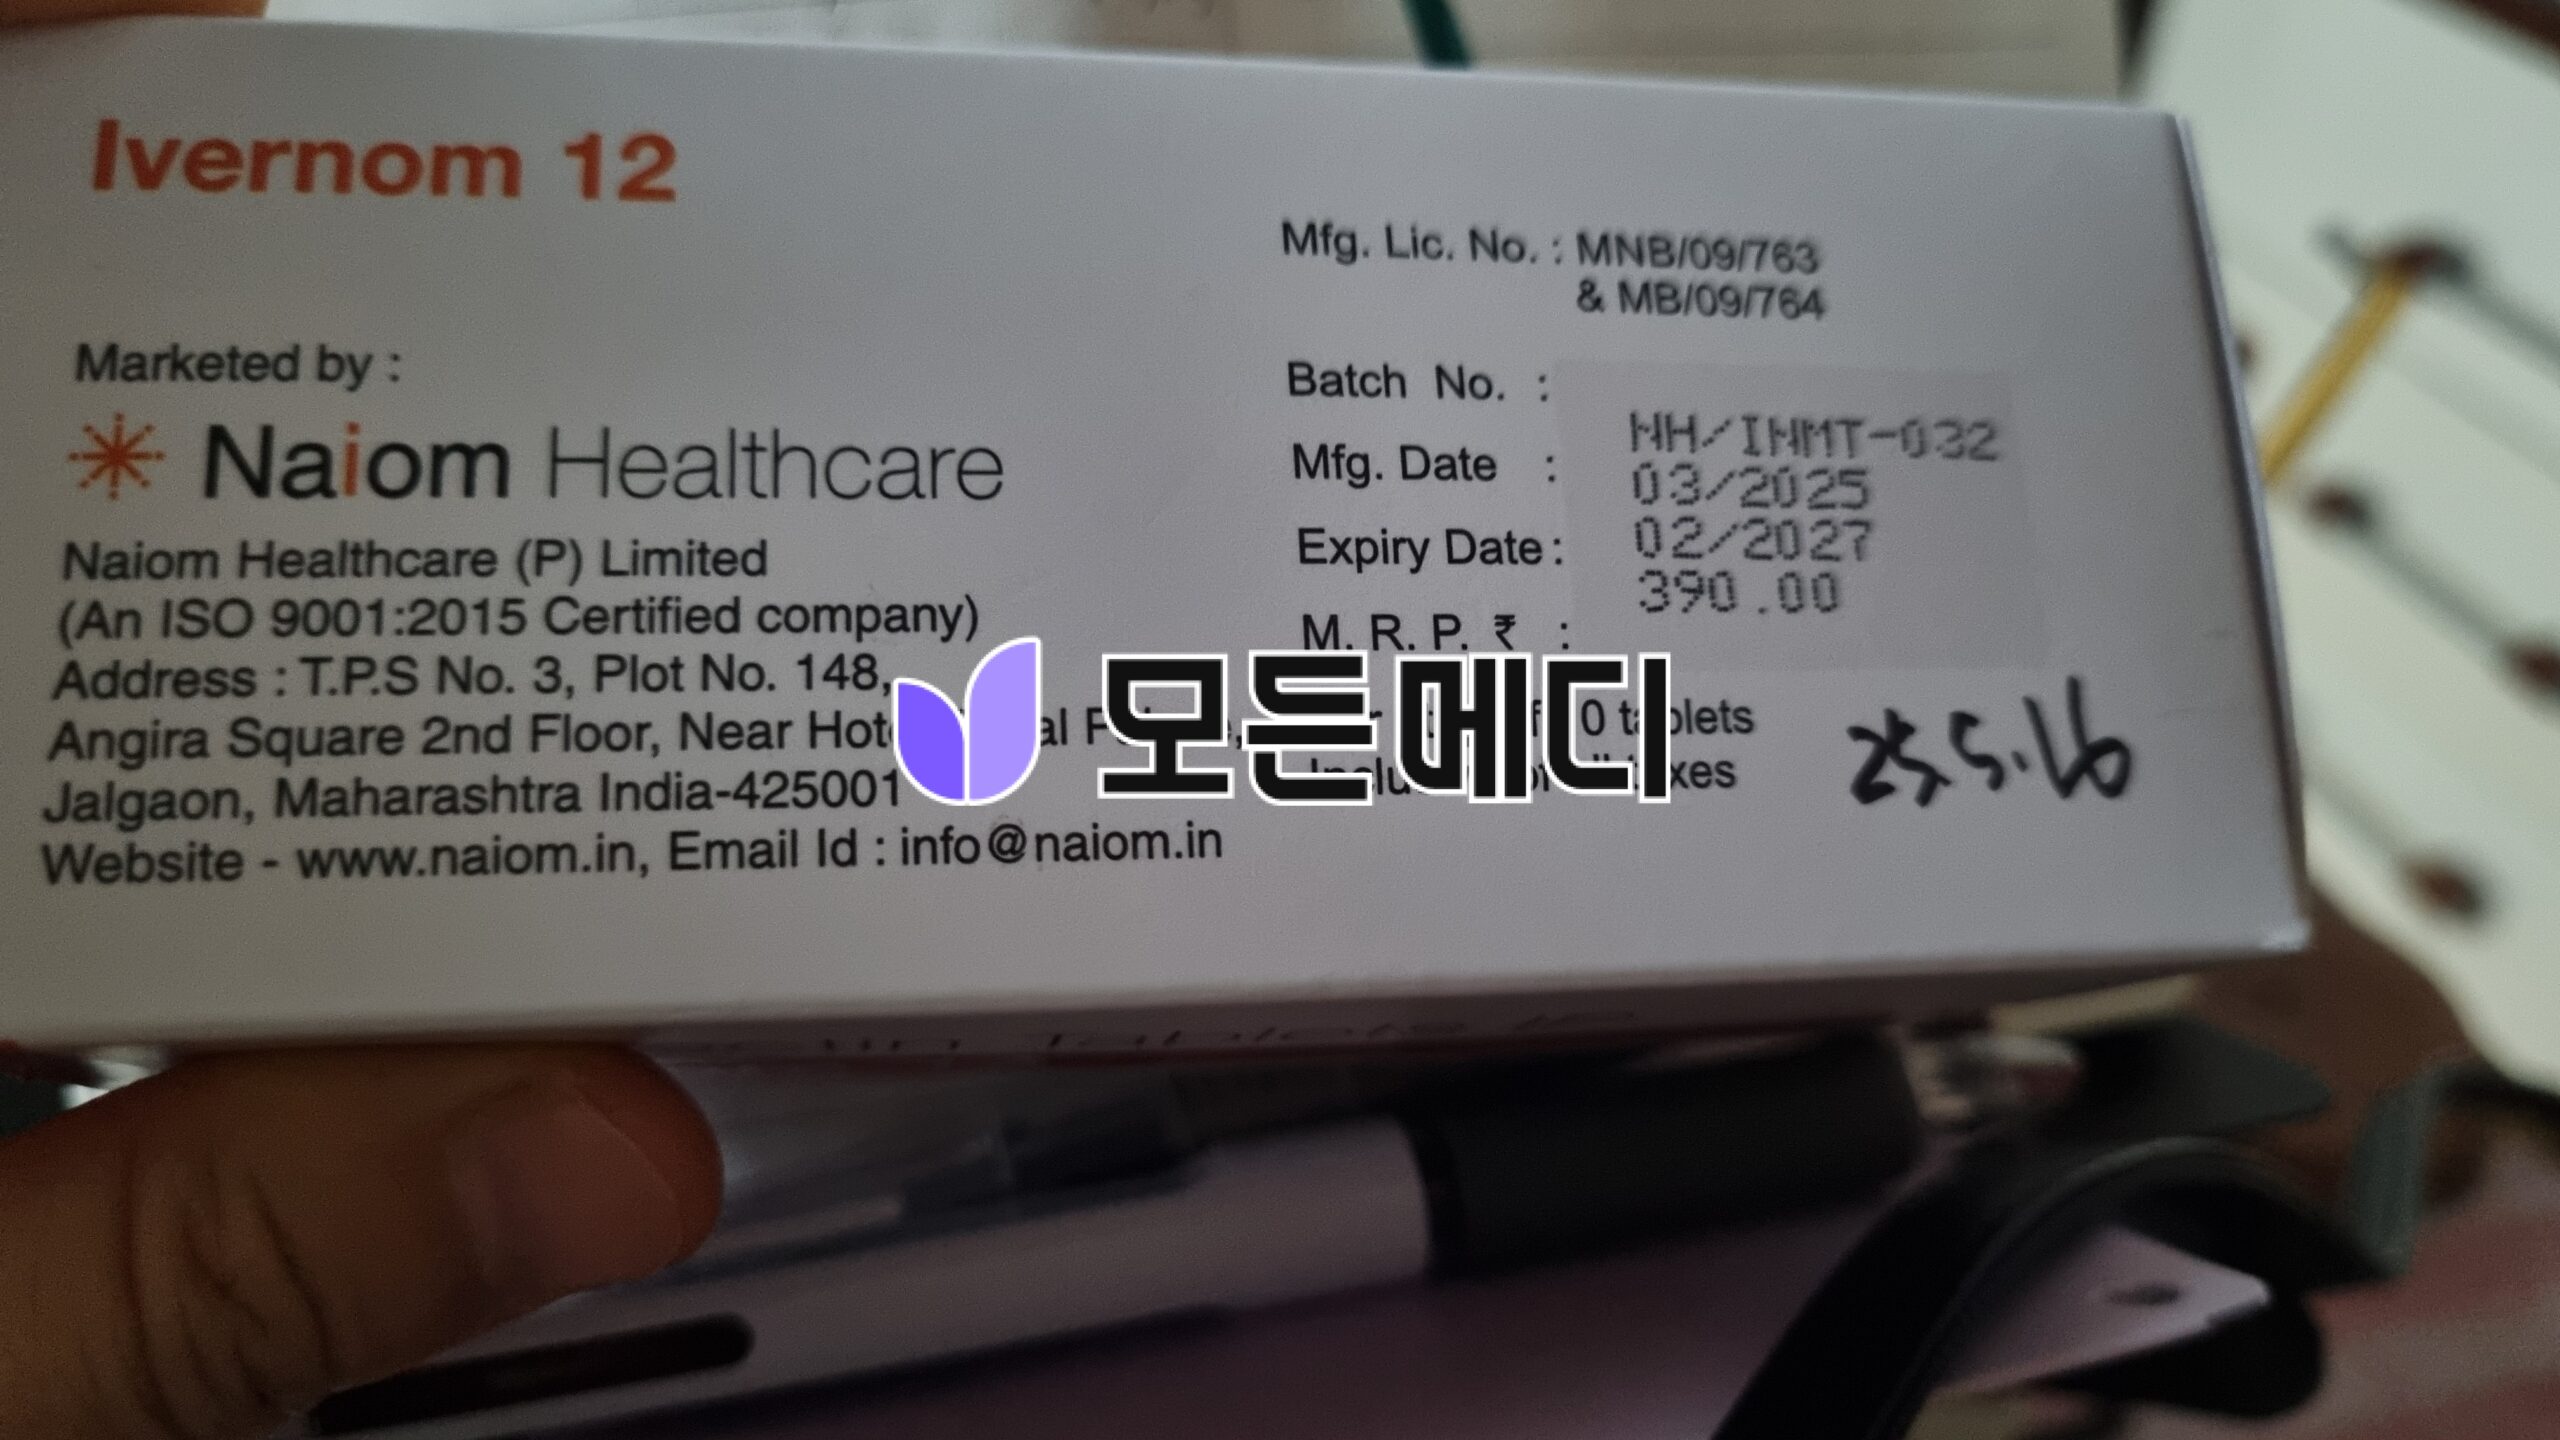 Ivernom 12
Marketed by :
Naiom Healthcare
Naiom Healthcare (P) Limited
(An ISO 9001:2015 Certified company)
Address : T.P.S No. 3, Plot No. 148,
Angira Square 2nd Floor, Near
Jalgaon, Maharashtra India-425001
Website - www.naiom.in, Email Id : info@naiom.in
Mfg. Lic. No. : MNB/09/763
& MB/09/764
Batch No. : NH/INMT-032
Mfg. Date : 03/2025
Expiry Date : 02/2027
M. R. P. ₹ : 390.00
tablets
25.5.16
모든메디